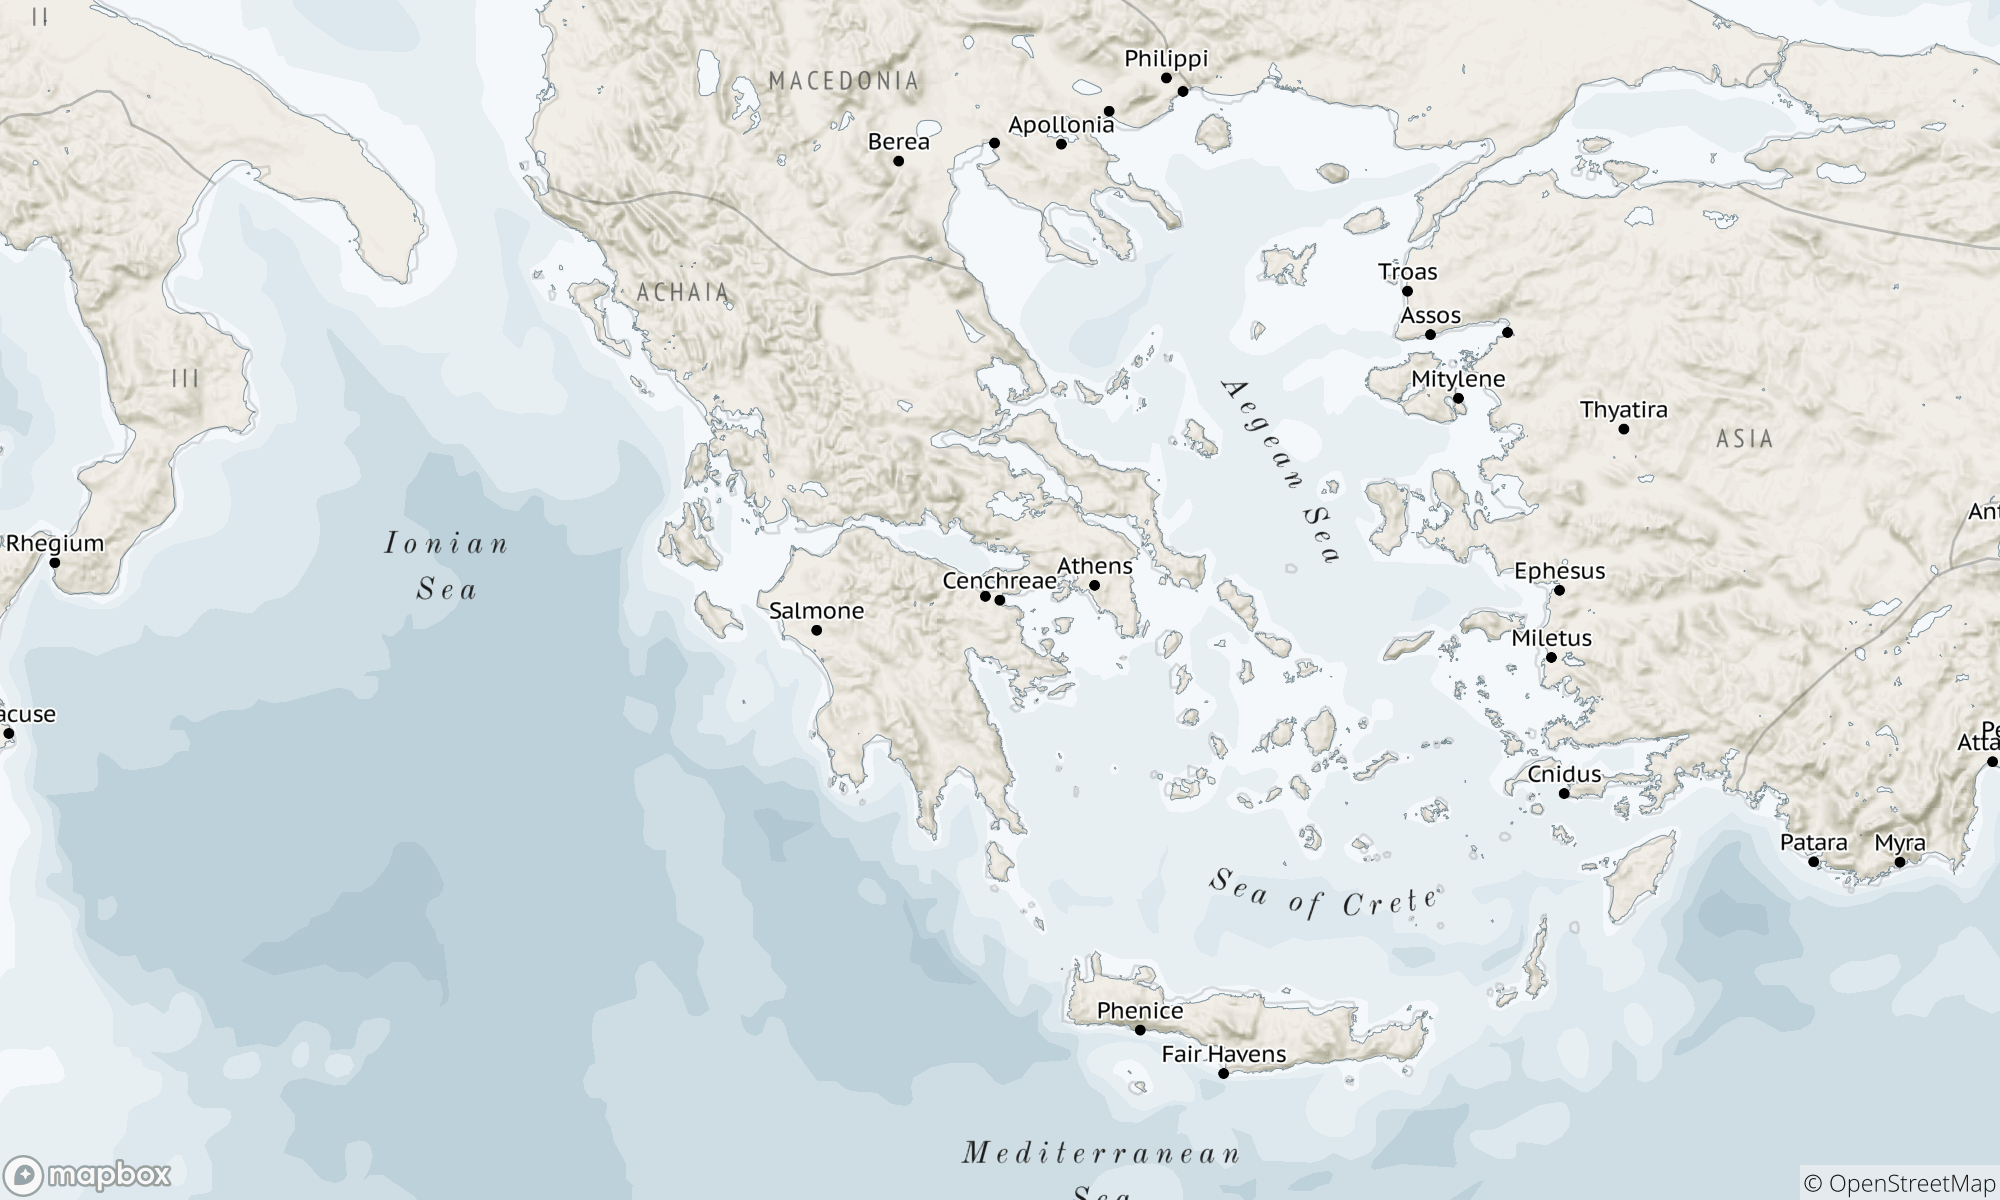 II
Philippi
MACEDONIA
Apollonia
Berea
Troas
ACHAIA
Assos
III
Mitylene
Thyatira
ASIA
Aegean Sea
Ant
Ionian
Sea
Rhegium
Athens
Ephesus
Cenchreae
Salmone
Miletus
acuse
Pe
Atta
Cnidus
Patara
Myra
Sea of Crete
Phenice
Fair Havens
Mediterranean
Sea
mapbox
© OpenStreetMap